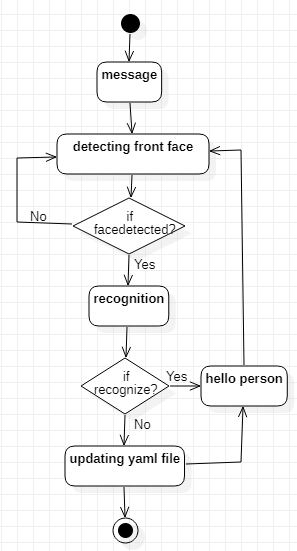 message
detecting front face
if
facedetected?
No
Yes
recognition
if
recognize?
Yes
hello person
No
updating yaml file